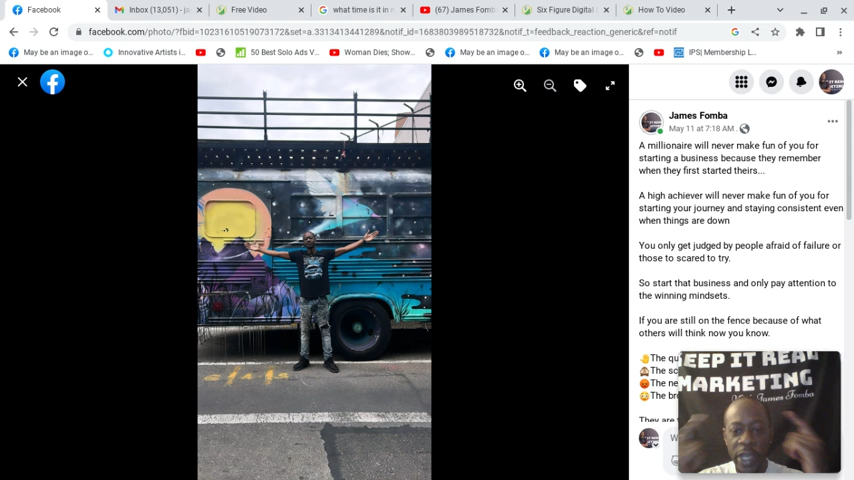 Facebook
Inbox (13,051) - ja
Free Video
what time is it in n
(67) James Fomb
Six Figure Digital
How To Video
facebook.com/photo/?fbid=10231610519073172&set=a.3313413441289&notif_id=1683803989518732&notif_t=feedback_reaction_generic&ref=notif
May be an image o...
Innovative Artists i...
50 Best Solo Ads V...
Woman Dies; Show...
May be an image o...
May be an image o...
IPS| Membership L...
James Fomba
May 11 at 7:18 AM
A millionaire will never make fun of you for
starting a business because they remember
when they first started theirs...
A high achiever will never make fun of you for
starting your journey and staying consistent even
when things are down
You only get judged by people afraid of failure or
those to scared to try.
So start that business and only pay attention to
the winning mindsets.
If you are still on the fence because of what
others will think now you know.
The qu
The sc
The ne
The bro
They are
EEP IT REAL
MARKETING
James Fomba